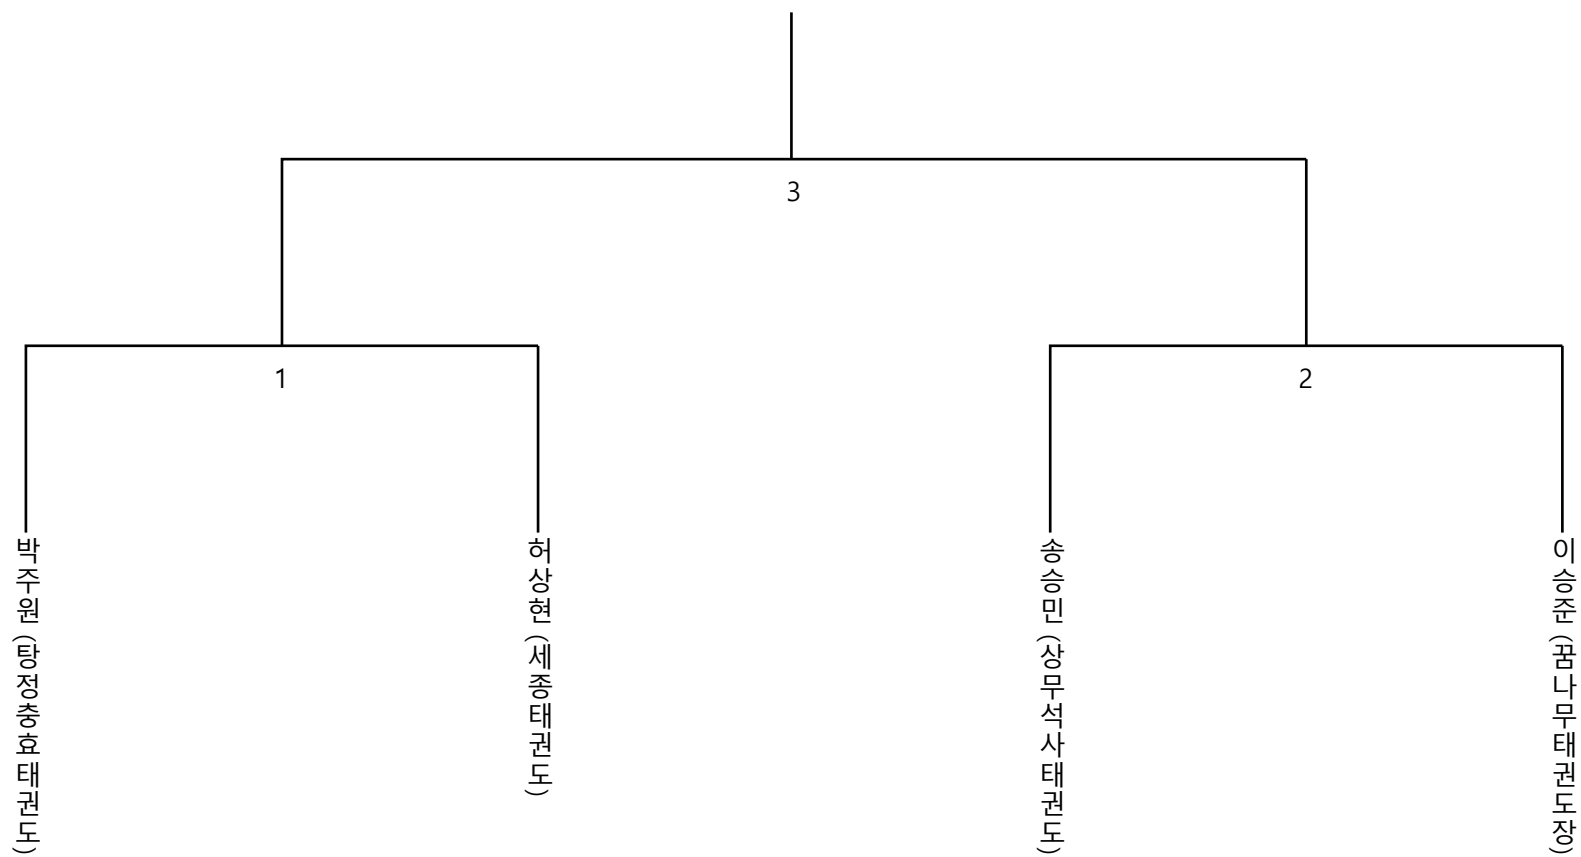 3
1
2
박주원 (탕정충효태권도)
허상현 (세종태권도)
송승민 (상무석사태권도)
이승준 (꿈나무태권도장)